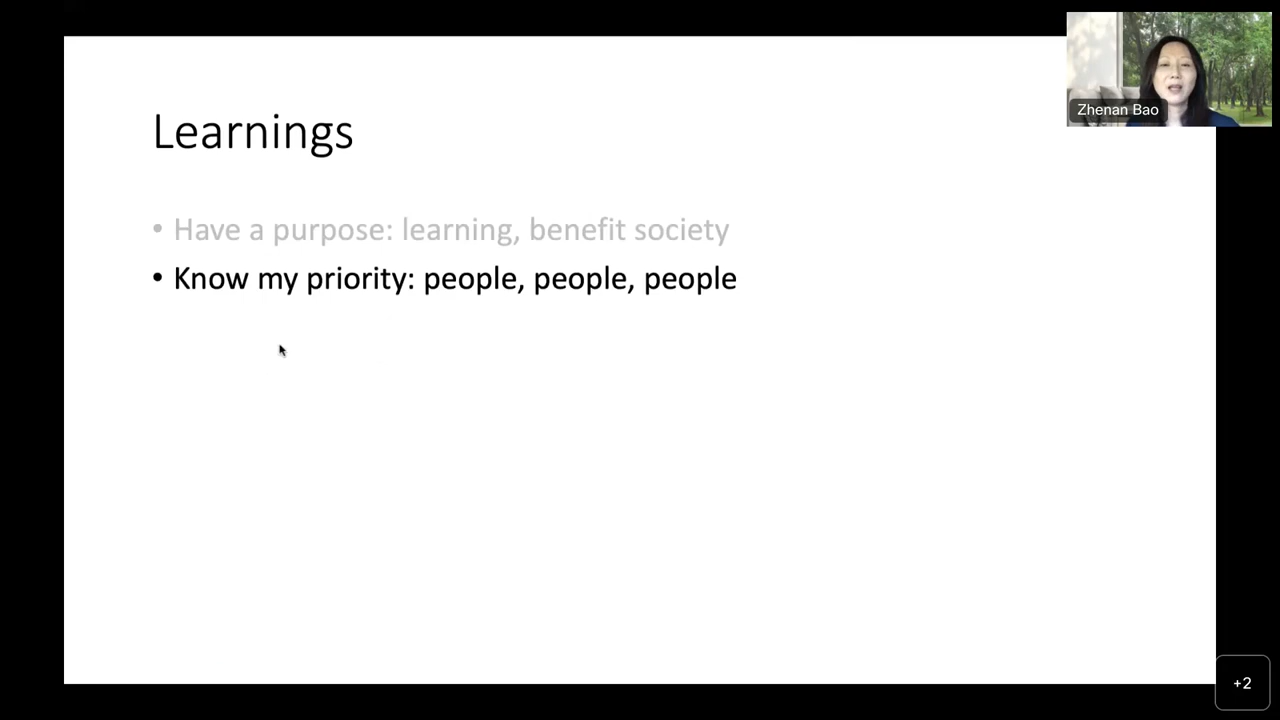 Zhenan Bao
Learnings
• Have a purpose: learning, benefit society
• Know my priority: people, people, people
+2